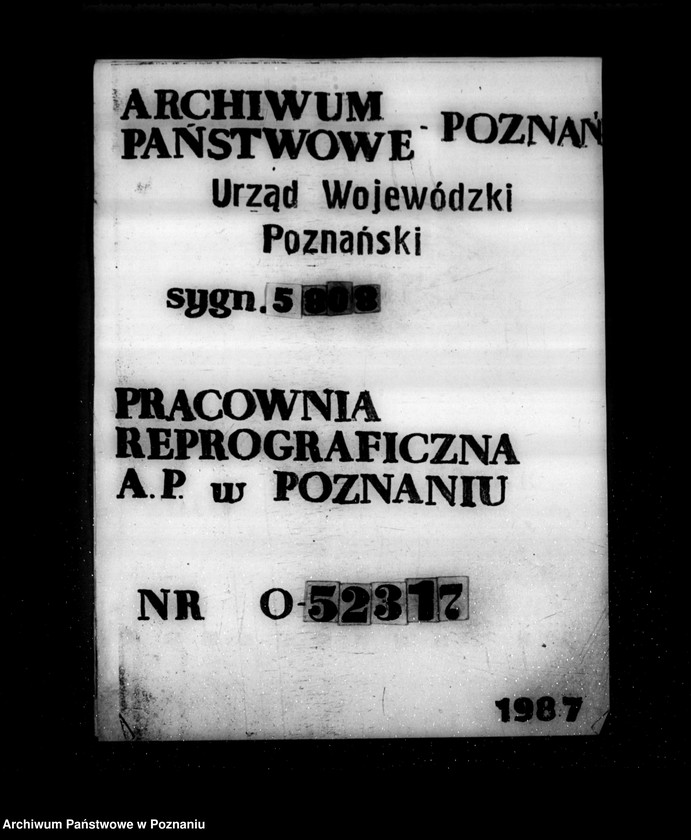 ARCHIWUM
PAŃSTWOWE - POZNAŃ
Urząd Wojewódzki
Poznański
sygn. 5808
PRACOWNIA
REPROGRAFICZNA
A.P. w POZNANIU
NR O-52317
1987
Archiwum Państwowe w Poznaniu